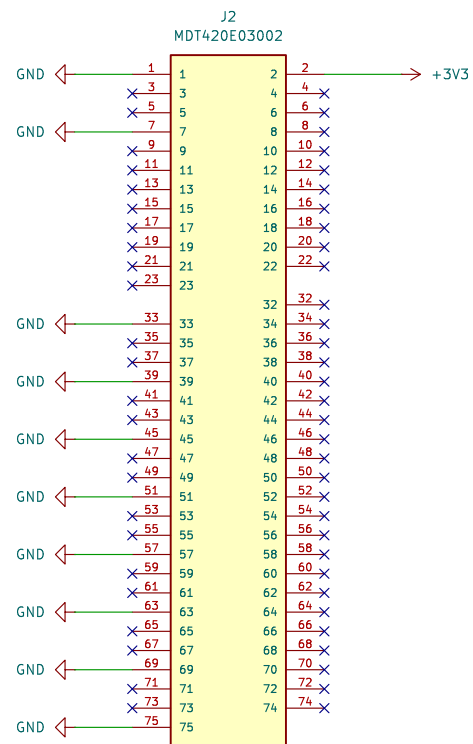 J2
MDT420E03002
GND 1 1 2 2 +3V3
3 3 4 4
5 5 6 6
GND 7 7 8 8
9 9 10 10
11 11 12 12
13 13 14 14
15 15 16 16
17 17 18 18
19 19 20 20
21 21 22 22
23 23
32 32
GND 33 33 34 34
35 35 36 36
37 37 38 38
GND 39 39 40 40
41 41 42 42
43 43 44 44
GND 45 45 46 46
47 47 48 48
49 49 50 50
GND 51 51 52 52
53 53 54 54
55 55 56 56
GND 57 57 58 58
59 59 60 60
61 61 62 62
GND 63 63 64 64
65 65 66 66
67 67 68 68
GND 69 69 70 70
71 71 72 72
73 73 74 74
GND 75 75